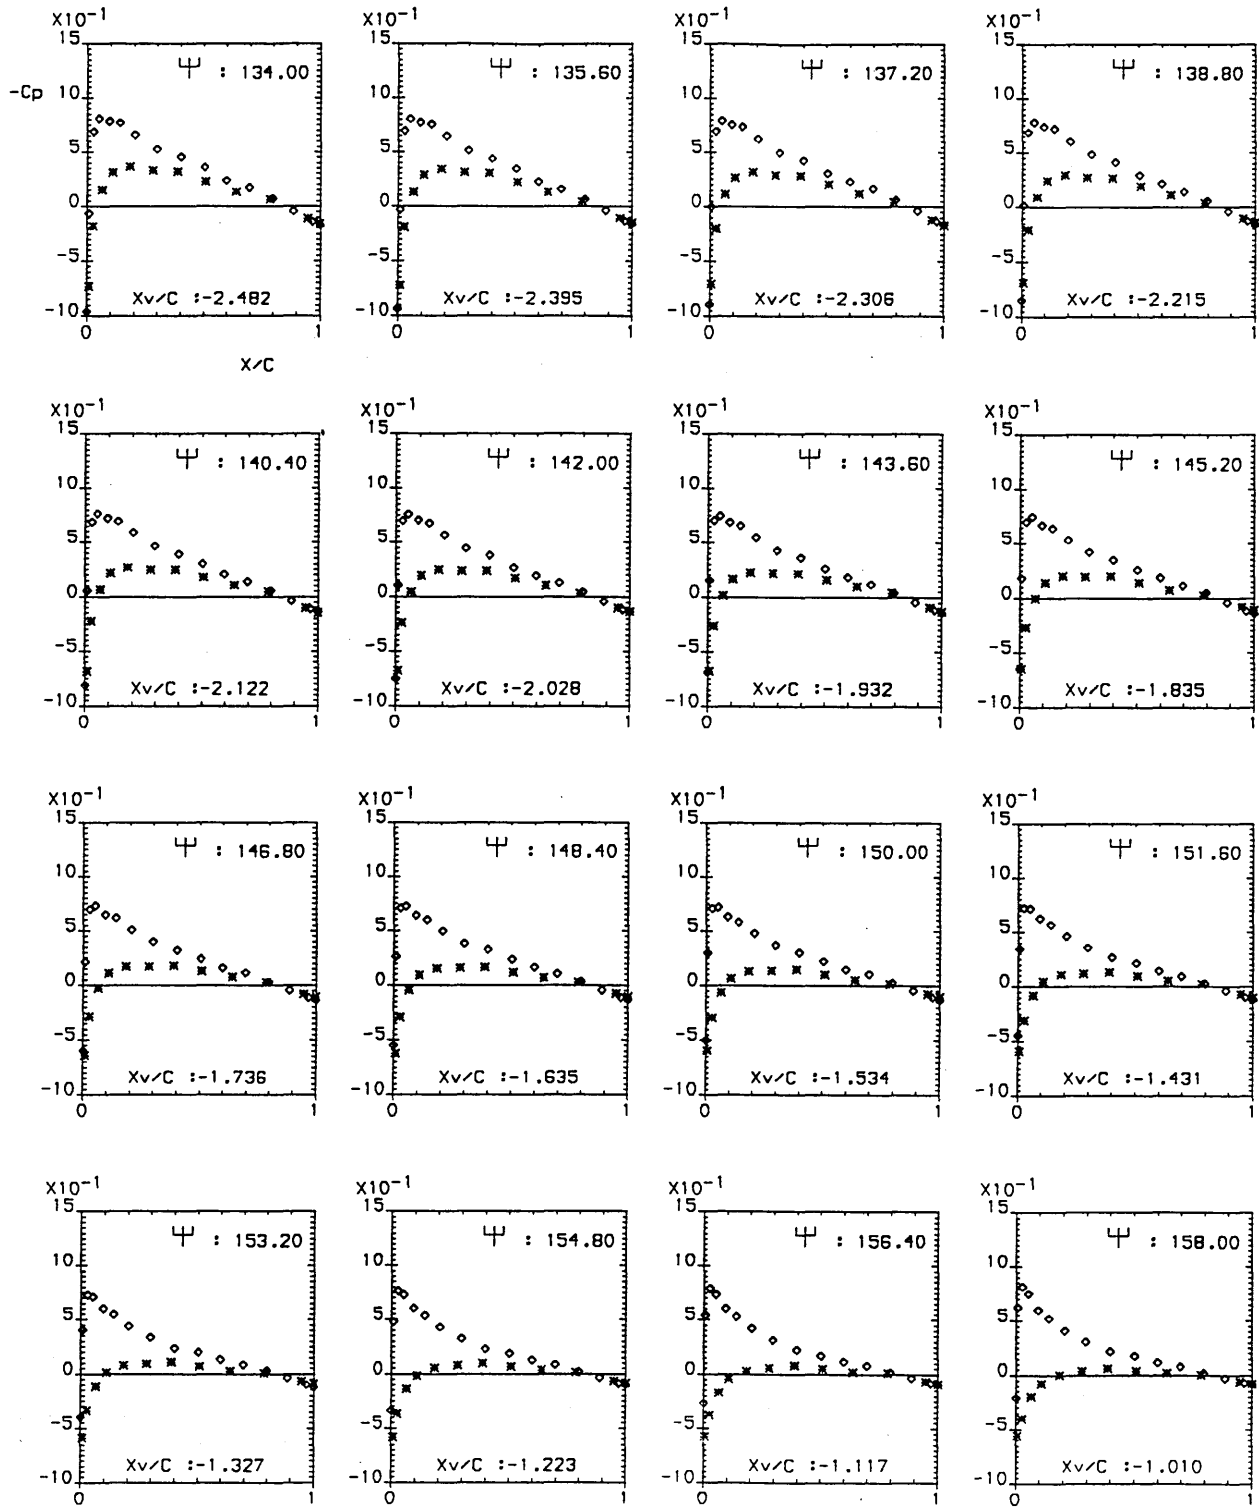 X10⁻¹ X10⁻¹ X10⁻¹ X10⁻¹
15 15 15 15
Ψ : 134.00 Ψ : 135.60 Ψ : 137.20 Ψ : 138.80
-Cp
10 10 10 10
5 5 5 5
0 0 0 0
-5 -5 -5 -5
Xv/C :-2.482 Xv/C :-2.395 Xv/C :-2.306 Xv/C :-2.215
-10 -10 -10 -10
0 1 0 1 0 1 0 1
X/C
X10⁻¹ X10⁻¹ X10⁻¹ X10⁻¹
15 15 15 15
Ψ : 140.40 Ψ : 142.00 Ψ : 143.60 Ψ : 145.20
10 10 10 10
5 5 5 5
0 0 0 0
-5 -5 -5 -5
Xv/C :-2.122 Xv/C :-2.028 Xv/C :-1.932 Xv/C :-1.835
-10 -10 -10 -10
0 1 0 1 0 1 0 1
X10⁻¹ X10⁻¹ X10⁻¹ X10⁻¹
15 15 15 15
Ψ : 146.80 Ψ : 148.40 Ψ : 150.00 Ψ : 151.60
10 10 10 10
5 5 5 5
0 0 0 0
-5 -5 -5 -5
Xv/C :-1.736 Xv/C :-1.635 Xv/C :-1.534 Xv/C :-1.431
-10 -10 -10 -10
0 1 0 1 0 1 0 1
X10⁻¹ X10⁻¹ X10⁻¹ X10⁻¹
15 15 15 15
Ψ : 153.20 Ψ : 154.80 Ψ : 156.40 Ψ : 158.00
10 10 10 10
5 5 5 5
0 0 0 0
-5 -5 -5 -5
Xv/C :-1.327 Xv/C :-1.223 Xv/C :-1.117 Xv/C :-1.010
-10 -10 -10 -10
0 1 0 1 0 1 0 1